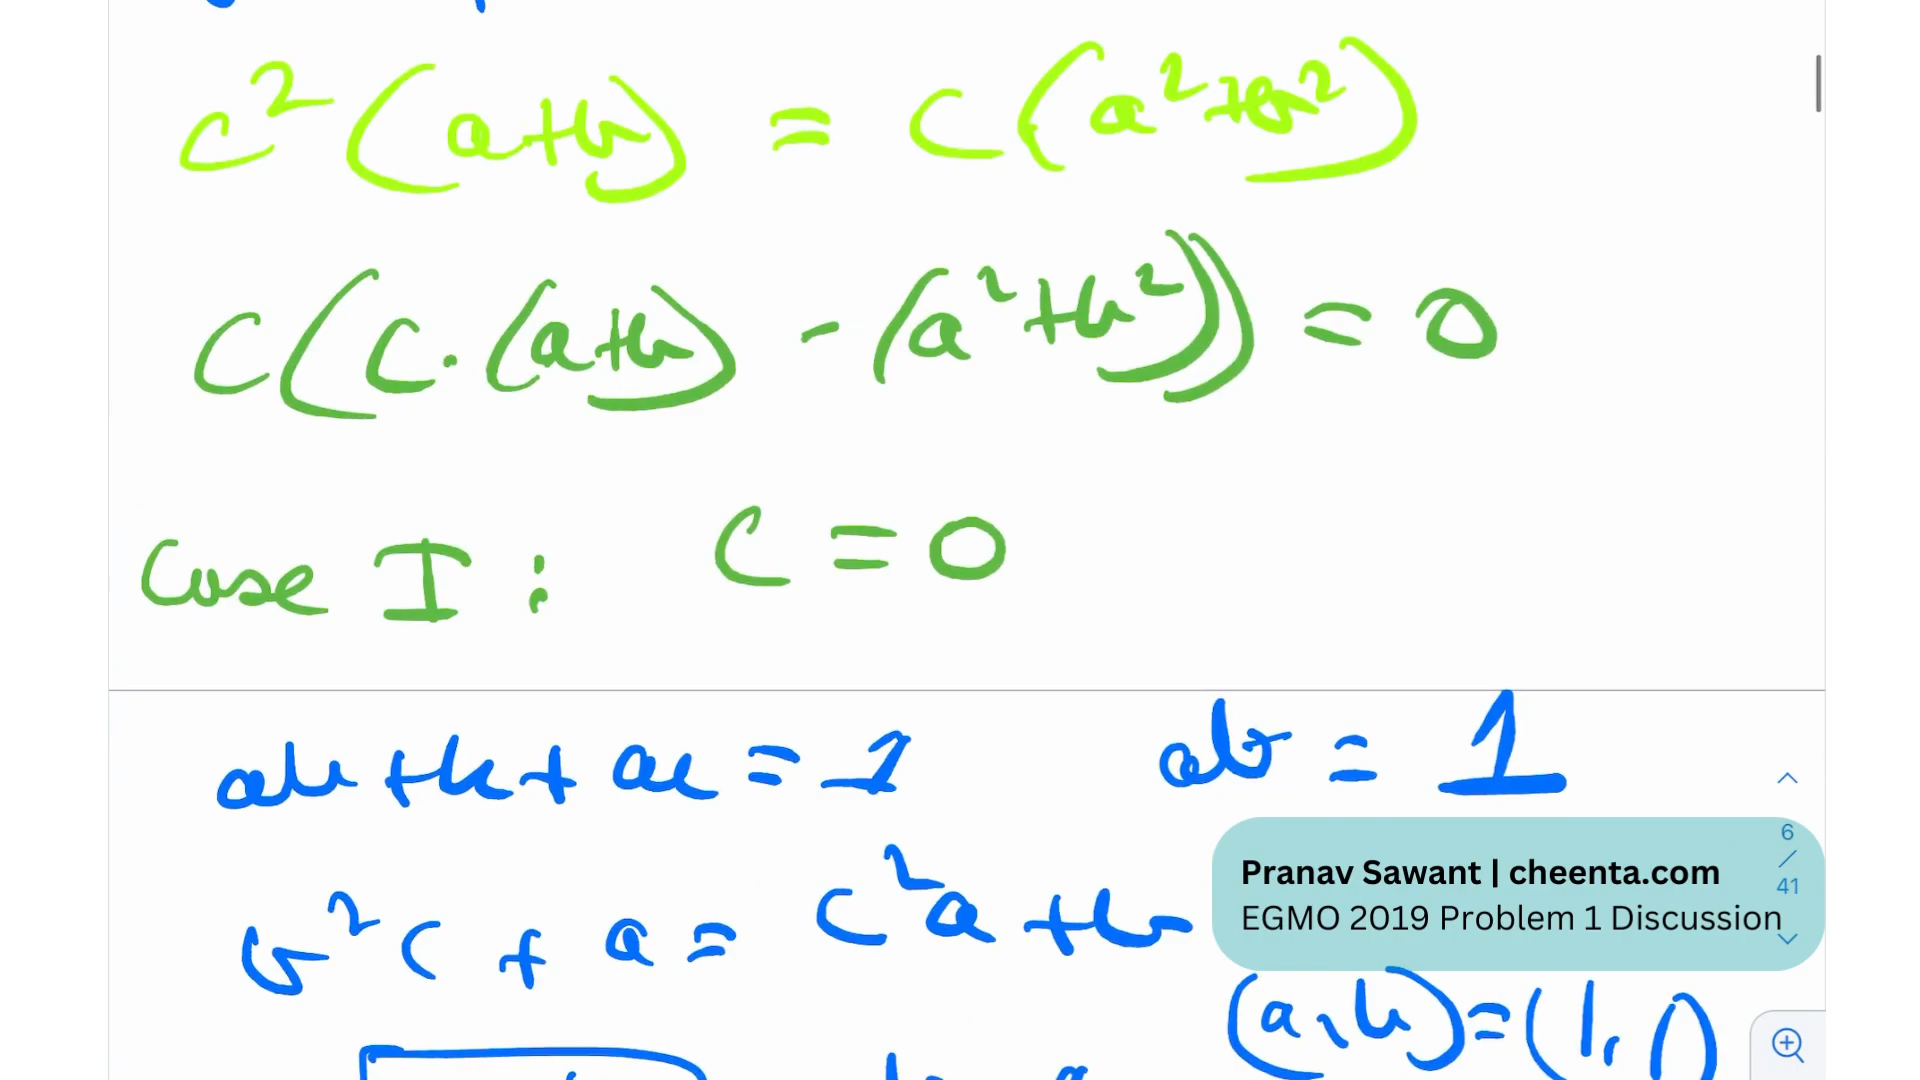 c²(a+b) = c(a²+b²)
c(c·(a+b) - (a²+b²)) = 0
Case I : c = 0
ab+bc+ac = 1 ab = 1
b²c + a = c²a + b
Pranav Sawant | cheenta.com
EGMO 2019 Problem 1 Discussion
6
/
41
(a,b) = (1,1)